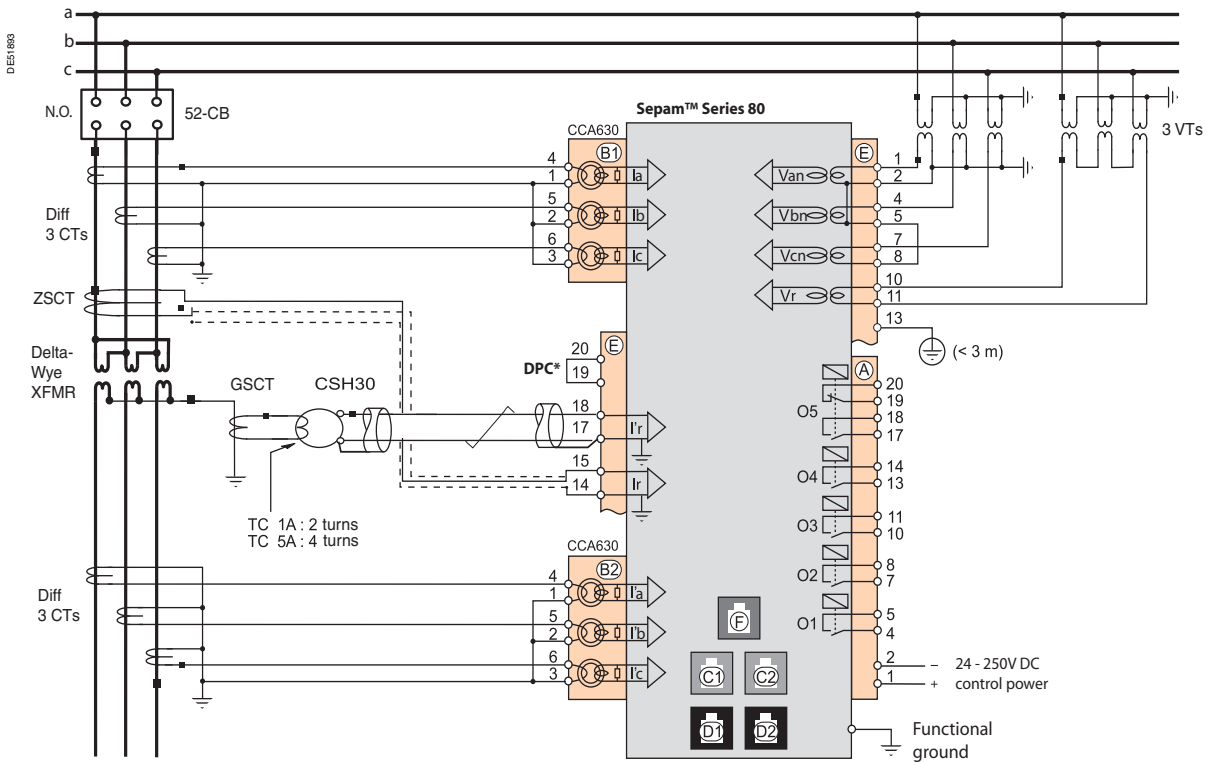 DE51893
a
b
c
N.O.
52-CB
Sepam™ Series 80
3 VTs
CCA630
B1
4
1
Ia
5
2
Ib
6
3
Ic
Diff
3 CTs
E
Van
1
2
Vbn
4
5
Vcn
7
8
Vr
10
11
13
(< 3 m)
ZSCT
Delta-
Wye
XFMR
GSCT
CSH30
DPC*
E
20
19
18
17
I'r
15
14
Ir
TC 1A : 2 turns
TC 5A : 4 turns
A
O5
20
19
18
17
O4
14
13
O3
11
10
O2
8
7
O1
5
4
2
– 24 - 250V DC
1
+ control power
CCA630
B2
4
1
I'a
5
2
I'b
6
3
I'c
Diff
3 CTs
F
C1
C2
D1
D2
Functional
ground